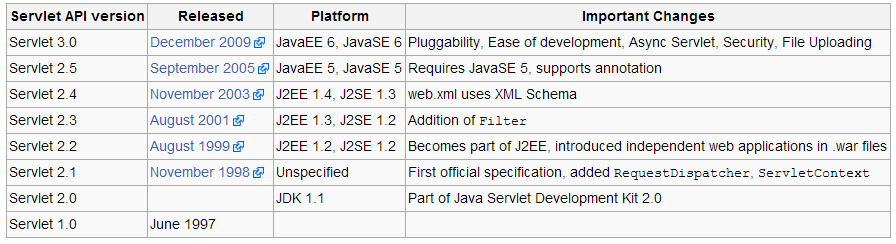 Servlet API version Released Platform Important Changes
Servlet 3.0 December 2009 JavaEE 6, JavaSE 6 Pluggability, Ease of development, Async Servlet, Security, File Uploading
Servlet 2.5 September 2005 JavaEE 5, JavaSE 5 Requires JavaSE 5, supports annotation
Servlet 2.4 November 2003 J2EE 1.4, J2SE 1.3 web.xml uses XML Schema
Servlet 2.3 August 2001 J2EE 1.3, J2SE 1.2 Addition of Filter
Servlet 2.2 August 1999 J2EE 1.2, J2SE 1.2 Becomes part of J2EE, introduced independent web applications in .war files
Servlet 2.1 November 1998 Unspecified First official specification, added RequestDispatcher, ServletContext
Servlet 2.0 JDK 1.1 Part of Java Servlet Development Kit 2.0
Servlet 1.0 June 1997